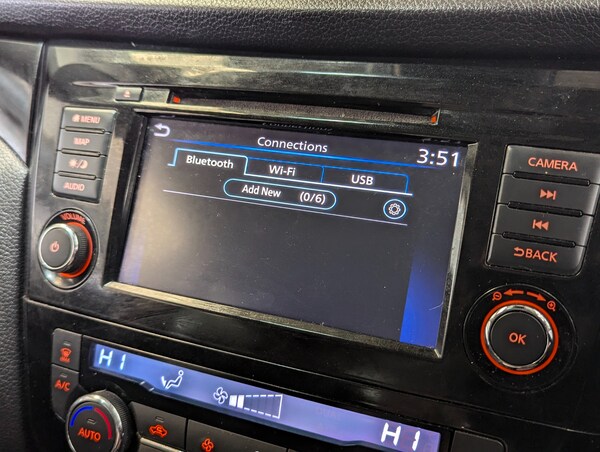 Connections
3:51
Bluetooth
Wi-Fi
USB
Add New (0/6)
MENU
MAP
AUDIO
VOLUME
CAMERA
BACK
OK
A/C
HI
HI
AUTO